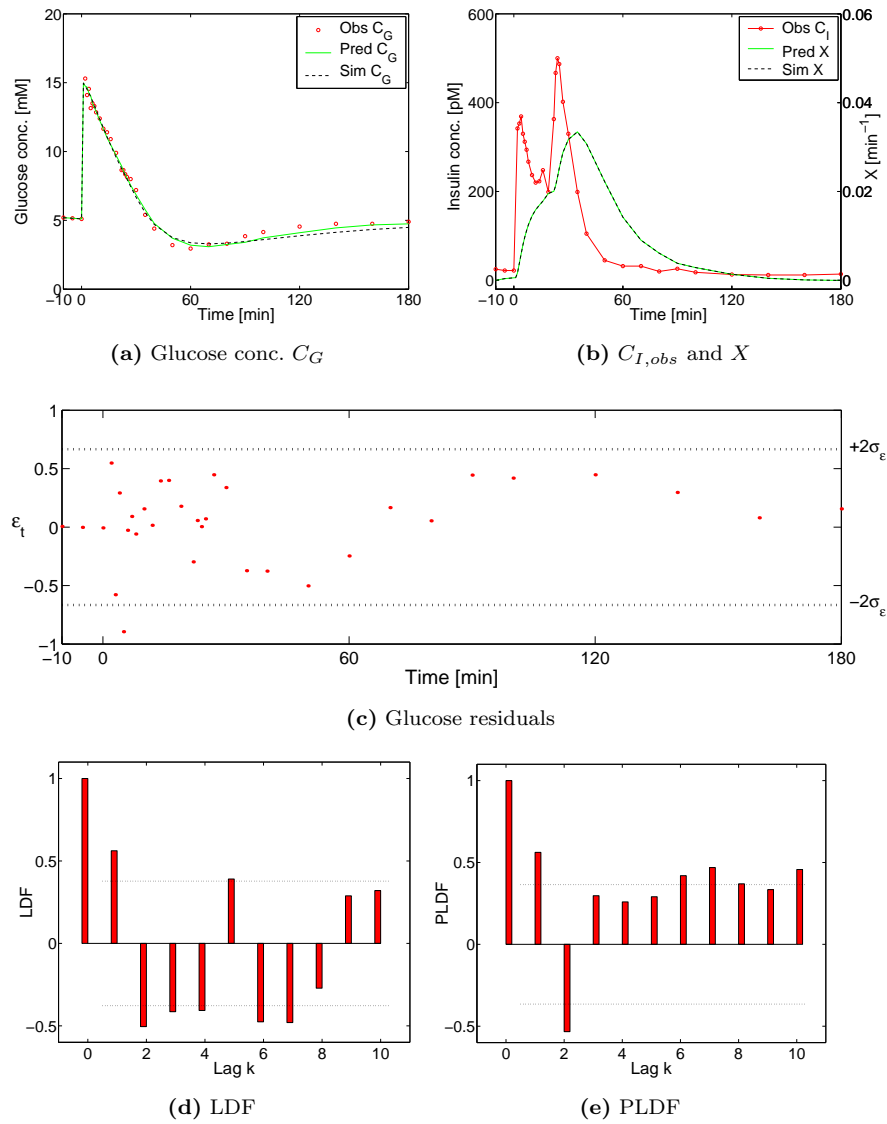 20
15
10
5
0
−10
0
60
120
180
Glucose conc. [mM]
Time [min]
Obs C_G
Pred C_G
Sim C_G
(a) Glucose conc. C_G
600
400
200
0
−10
0
60
120
180
Insulin conc. [pM]
Time [min]
0.06
0.04
0.02
0
X [min⁻¹]
Obs C_I
Pred X
Sim X
(b) C_{I,obs} and X
1
0.5
0
−0.5
−1
−10
0
60
120
180
ε_t
+2σ_ε
−2σ_ε
Time [min]
(c) Glucose residuals
1
0.5
0
−0.5
LDF
0
2
4
6
8
10
Lag k
(d) LDF
1
0.5
0
−0.5
PLDF
0
2
4
6
8
10
Lag k
(e) PLDF